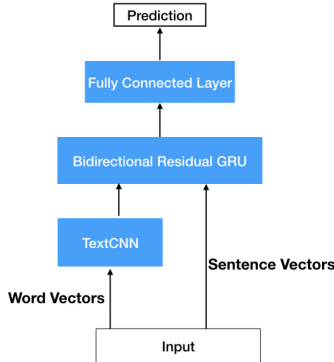 Prediction
Fully Connected Layer
Bidirectional Residual GRU
TextCNN
Sentence Vectors
Word Vectors
Input